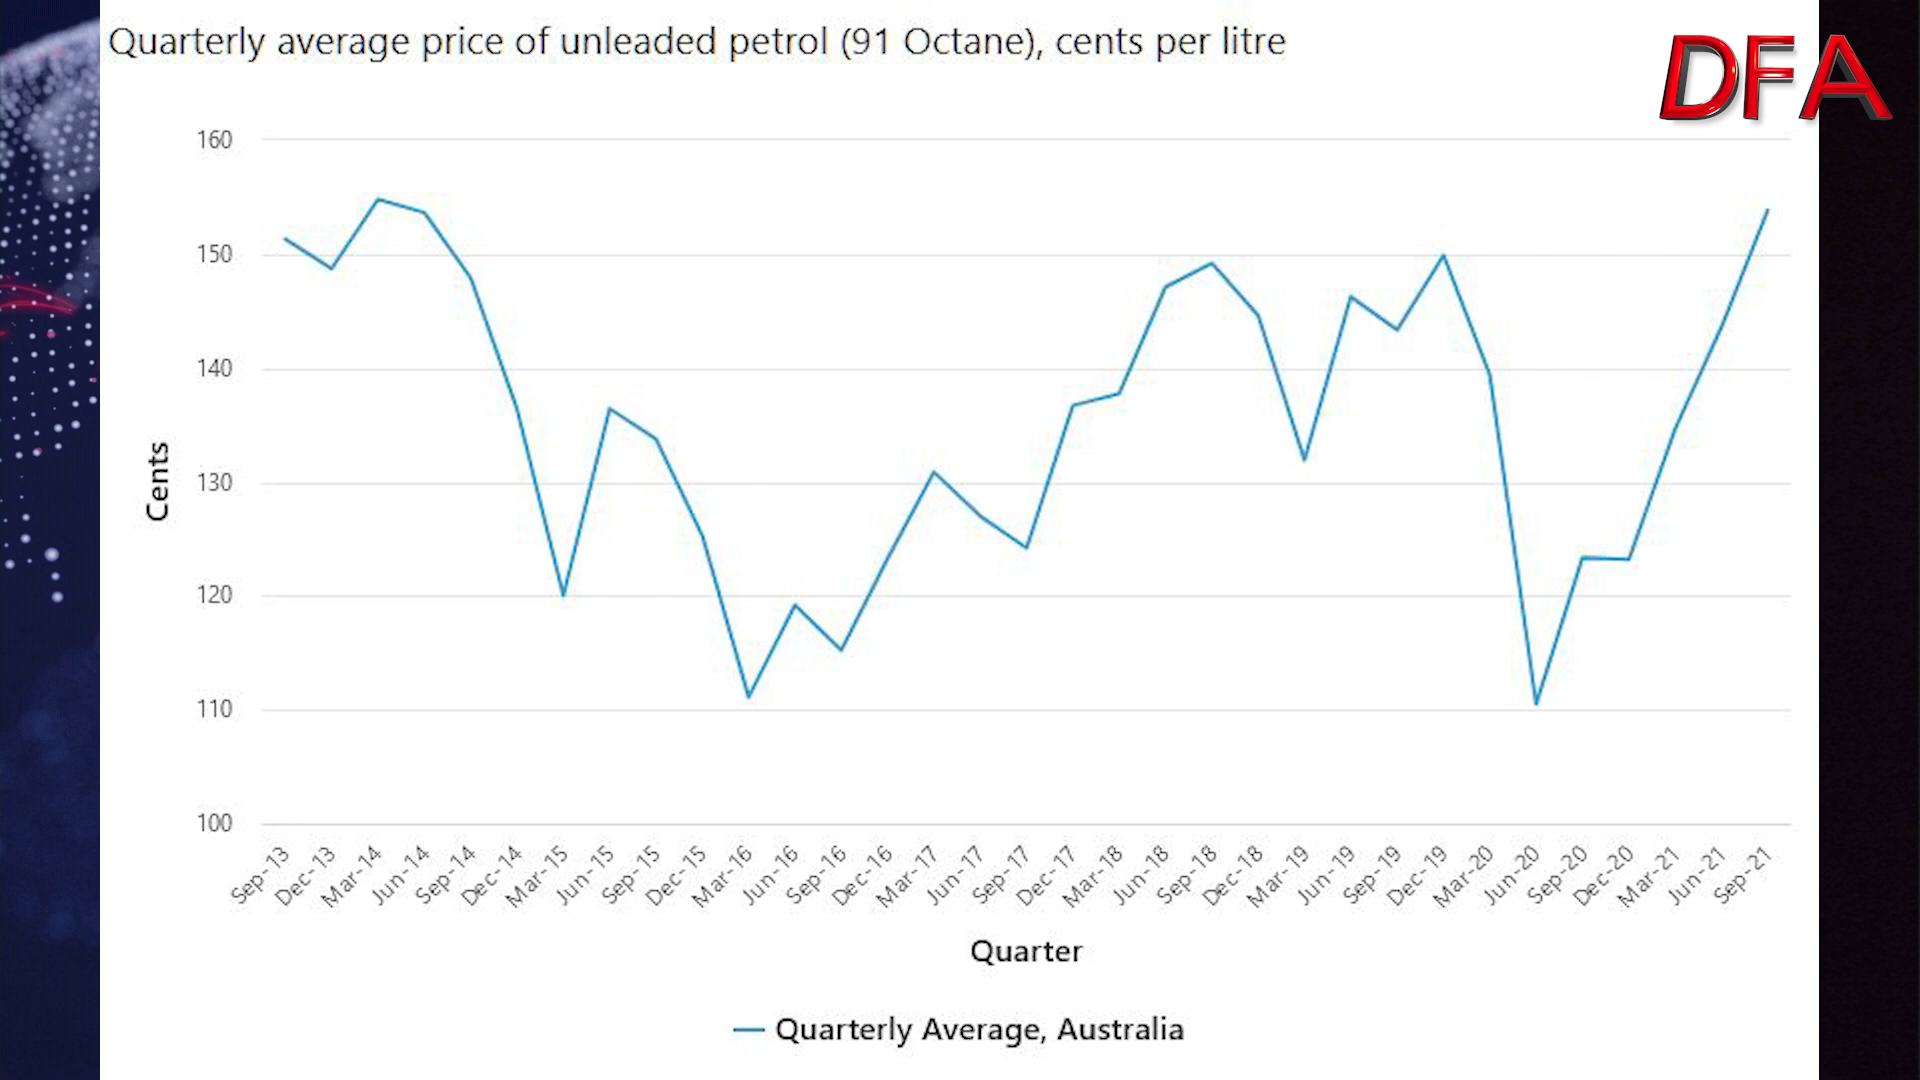 Quarterly average price of unleaded petrol (91 Octane), cents per litre
DFA
160
150
140
130
120
110
100
Cents
Sep-13
Dec-13
Mar-14
Jun-14
Sep-14
Dec-14
Mar-15
Jun-15
Sep-15
Dec-15
Mar-16
Jun-16
Sep-16
Dec-16
Mar-17
Jun-17
Sep-17
Dec-17
Mar-18
Jun-18
Sep-18
Dec-18
Mar-19
Jun-19
Sep-19
Dec-19
Mar-20
Jun-20
Sep-20
Dec-20
Mar-21
Jun-21
Sep-21
Quarter
Quarterly Average, Australia